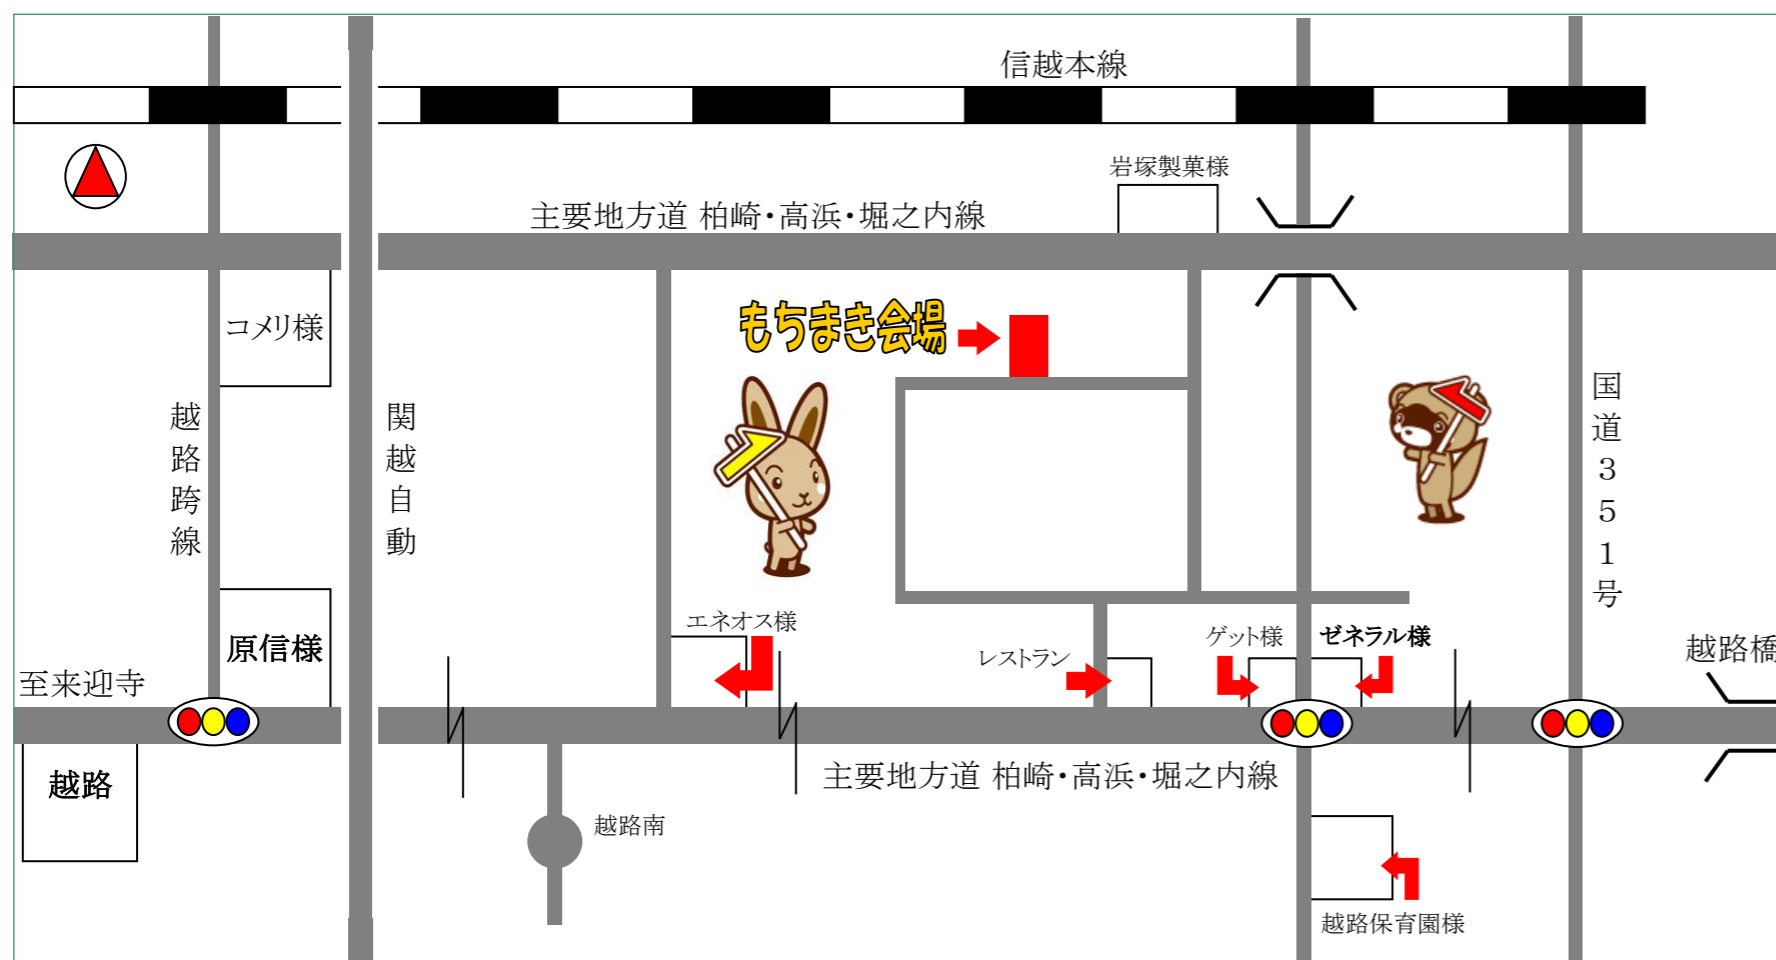 信越本線
岩塚製菓様
主要地方道 柏崎・高浜・堀之内線
コメリ様
もちまき会場
越路跨線
関越自動
国道３５１号
エネオス様
ゲット様
ゼネラル様
原信様
レストラン
越路橋
至来迎寺
越路
主要地方道 柏崎・高浜・堀之内線
越路南
越路保育園様